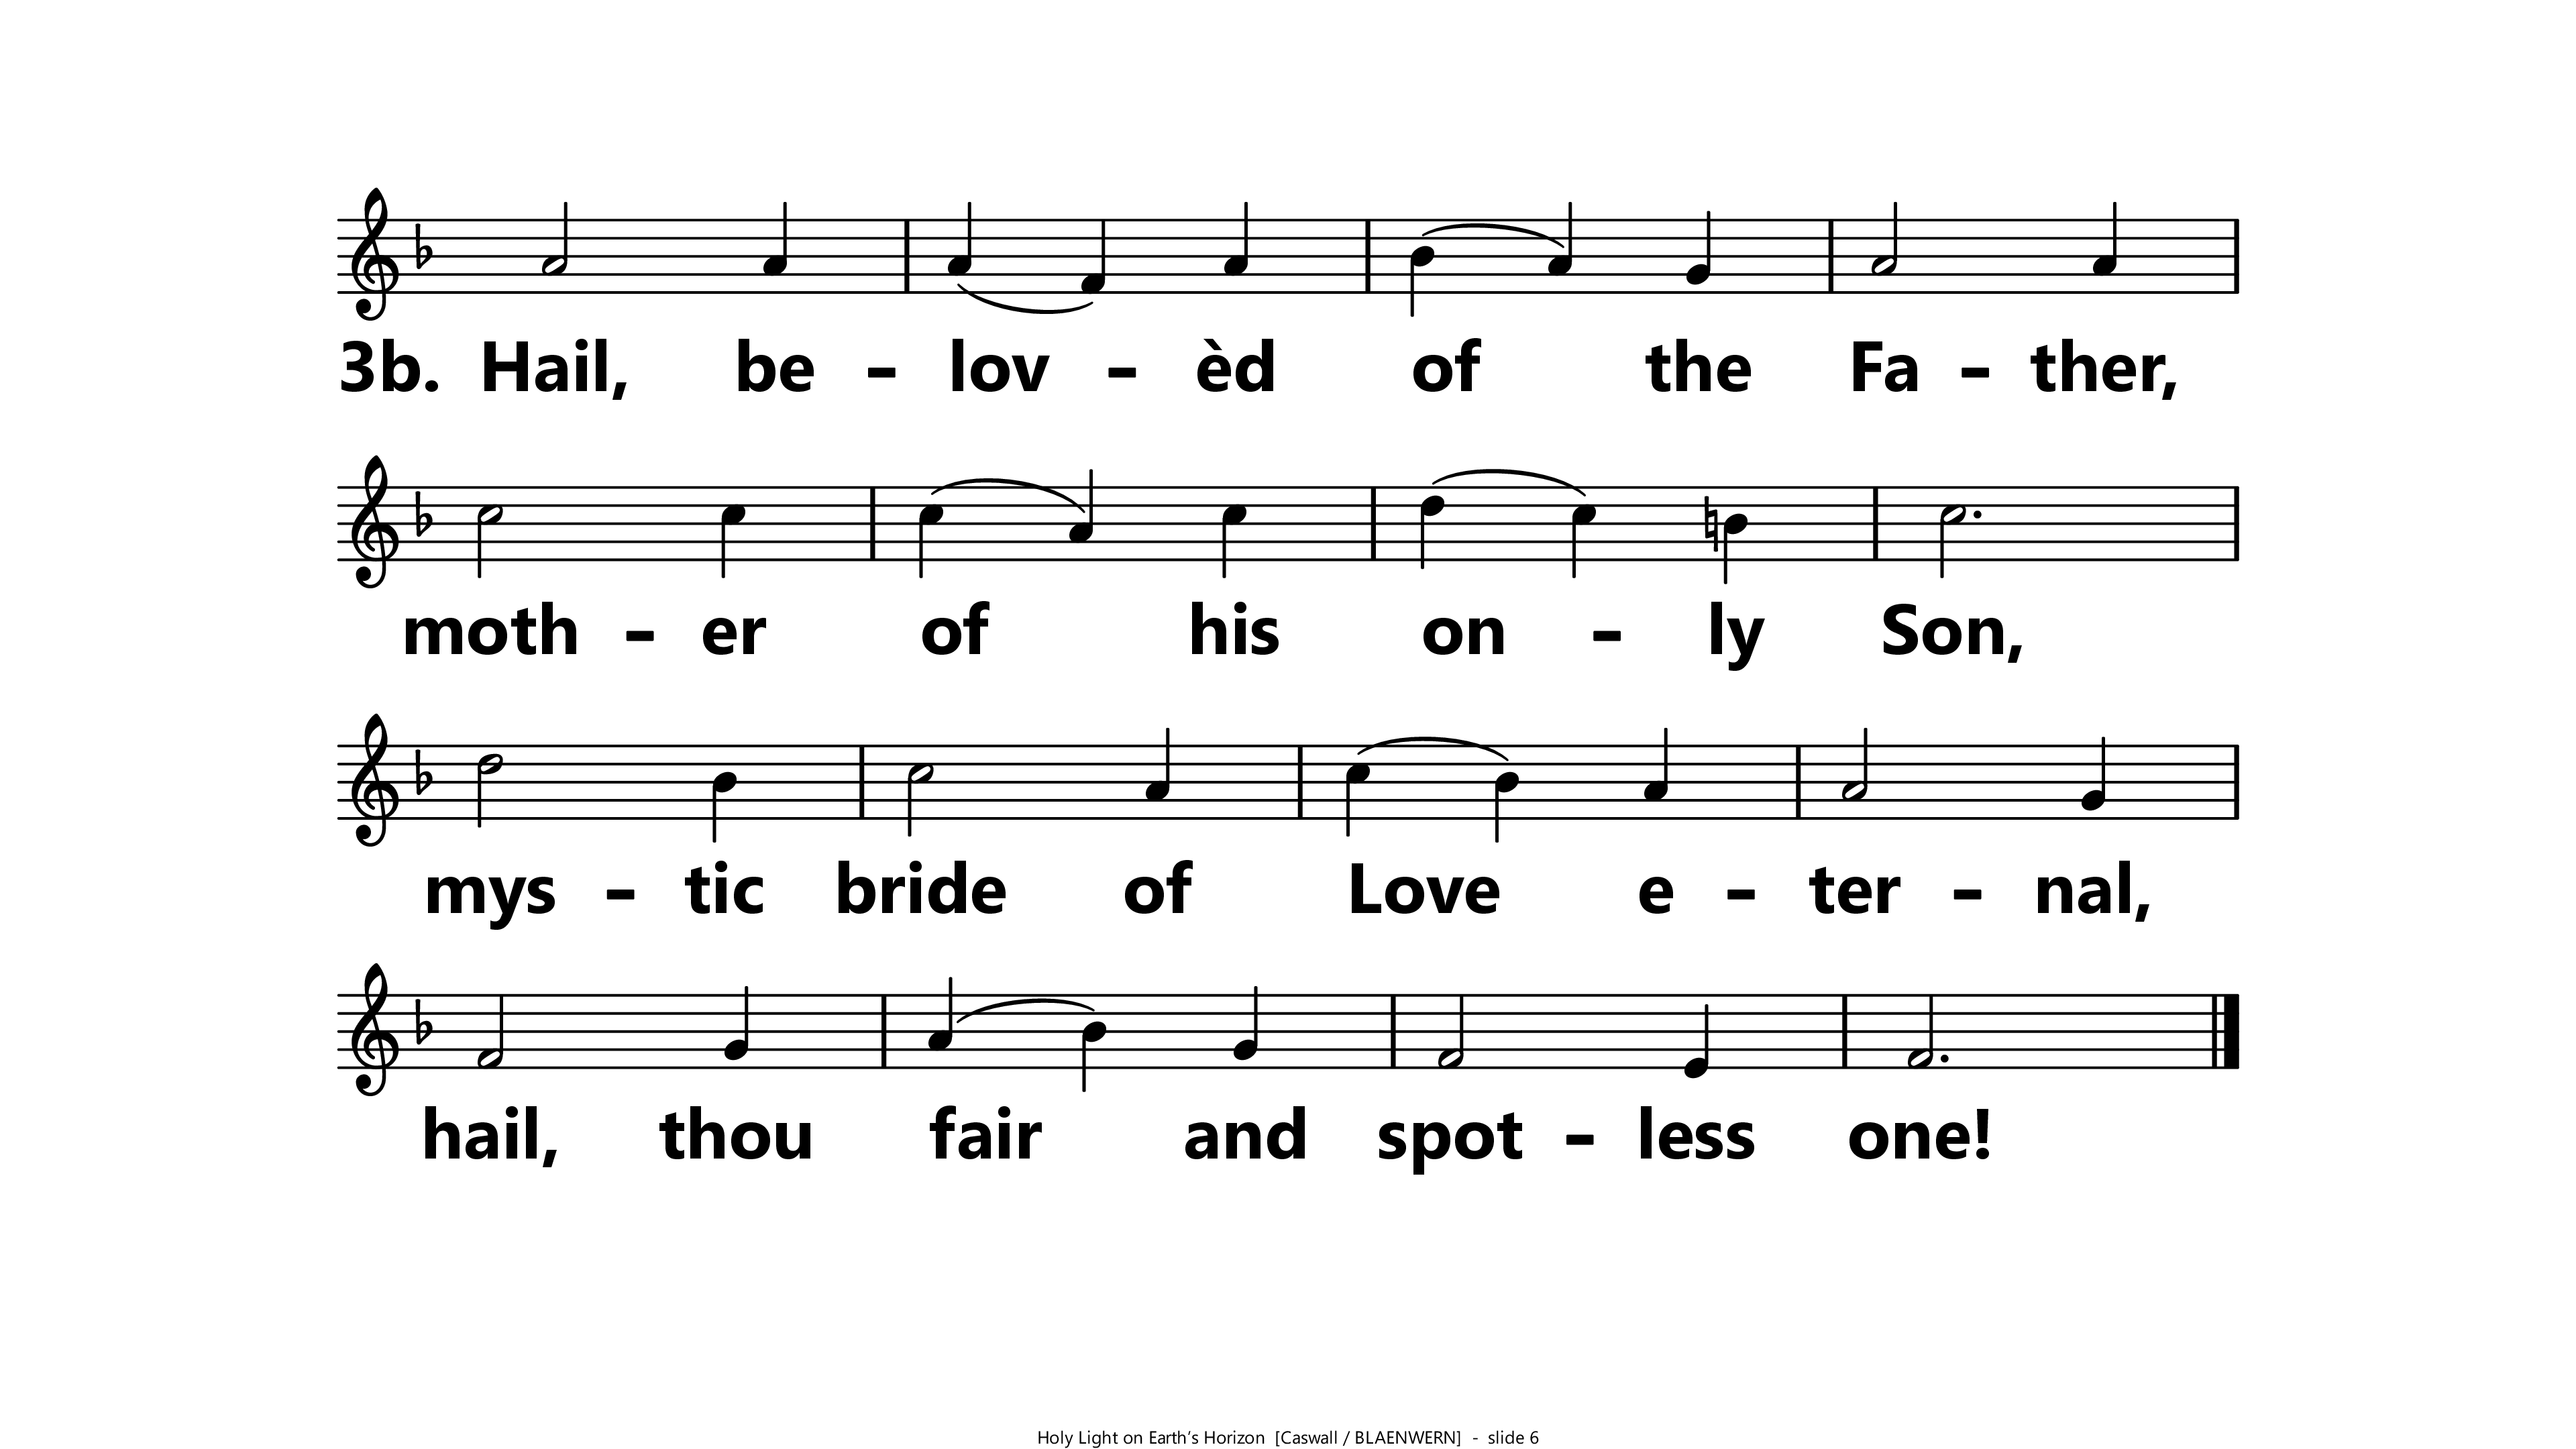 3b. Hail, be - lov - èd of the Fa - ther,
moth - er of his on - ly Son,
mys - tic bride of Love e - ter - nal,
hail, thou fair and spot - less one!
Holy Light on Earth’s Horizon [Caswall / BLAENWERN] - slide 6